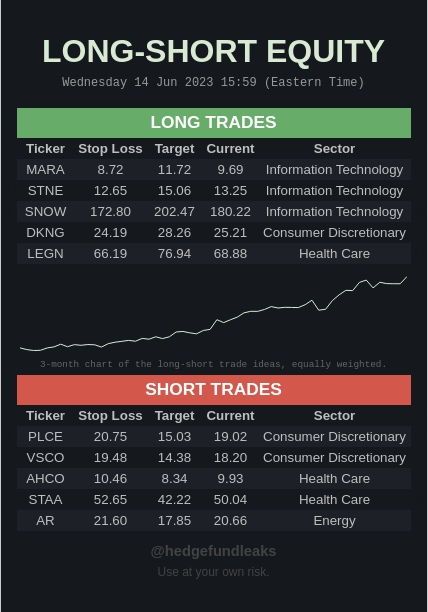 LONG-SHORT EQUITY
Wednesday 14 Jun 2023 15:59 (Eastern Time)
LONG TRADES
Ticker Stop Loss Target Current Sector
MARA 8.72 11.72 9.69 Information Technology
STNE 12.65 15.06 13.25 Information Technology
SNOW 172.80 202.47 180.22 Information Technology
DKNG 24.19 28.26 25.21 Consumer Discretionary
LEGN 66.19 76.94 68.88 Health Care
3-month chart of the long-short trade ideas, equally weighted.
SHORT TRADES
Ticker Stop Loss Target Current Sector
PLCE 20.75 15.03 19.02 Consumer Discretionary
VSCO 19.48 14.38 18.20 Consumer Discretionary
AHCO 10.46 8.34 9.93 Health Care
STAA 52.65 42.22 50.04 Health Care
AR 21.60 17.85 20.66 Energy
@hedgefundleaks
Use at your own risk.